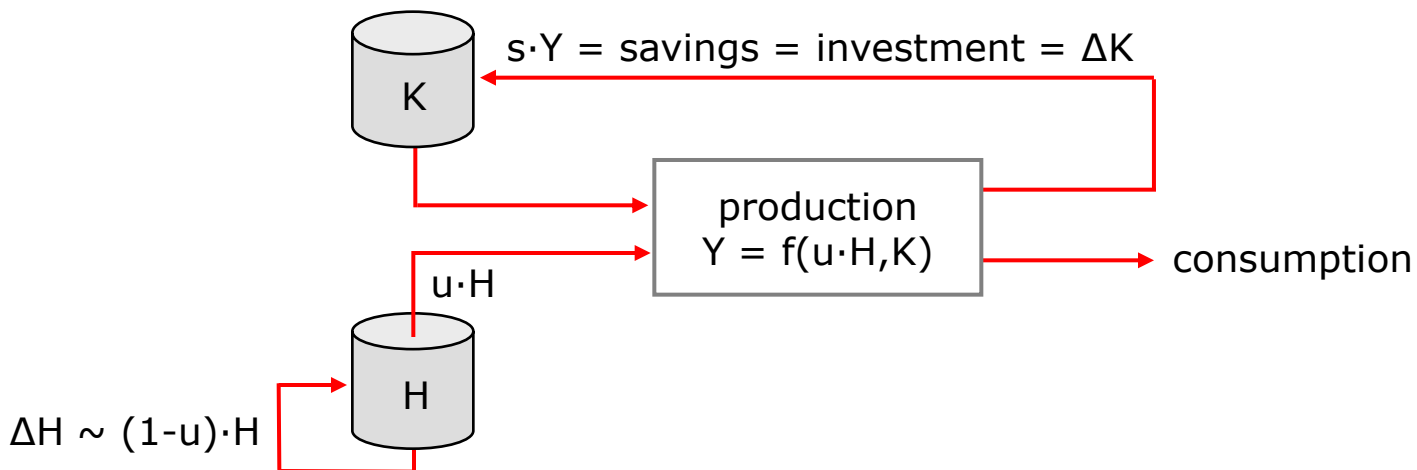 s·Y = savings = investment = ΔK
K
production
Y = f(u·H,K)
consumption
u·H
H
ΔH ~ (1-u)·H